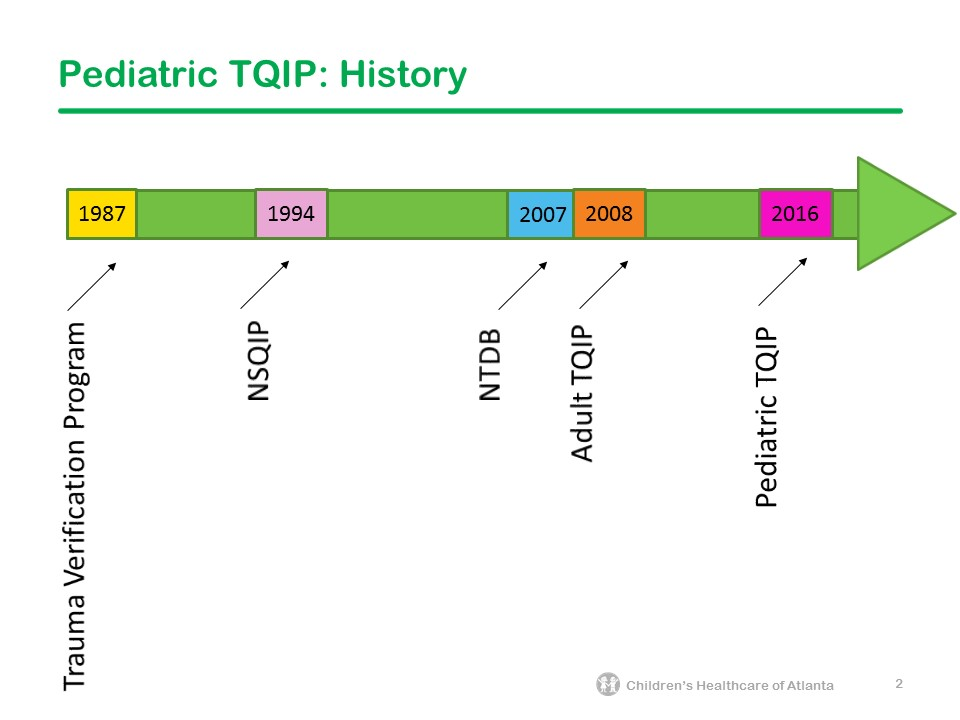 Pediatric TQIP: History
1987
1994
2007
2008
2016
Trauma Verification Program
NSQIP
NTDB
Adult TQIP
Pediatric TQIP
Children's Healthcare of Atlanta
2